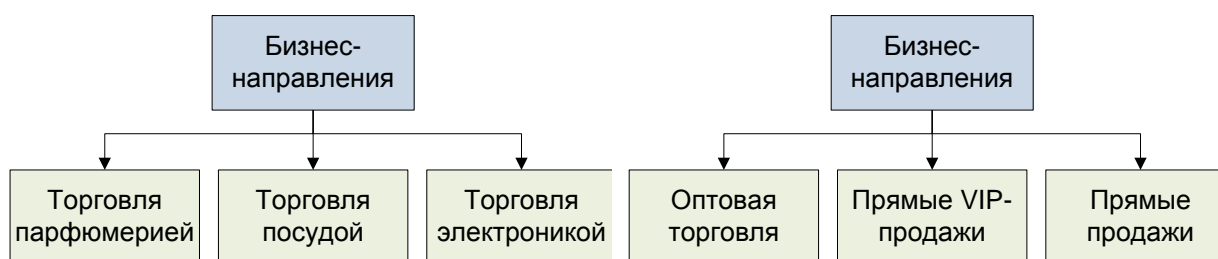 Бизнес-
направления
Торговля
парфюмерией
Торговля
посудой
Торговля
электроникой
Бизнес-
направления
Оптовая
торговля
Прямые VIP-
продажи
Прямые
продажи